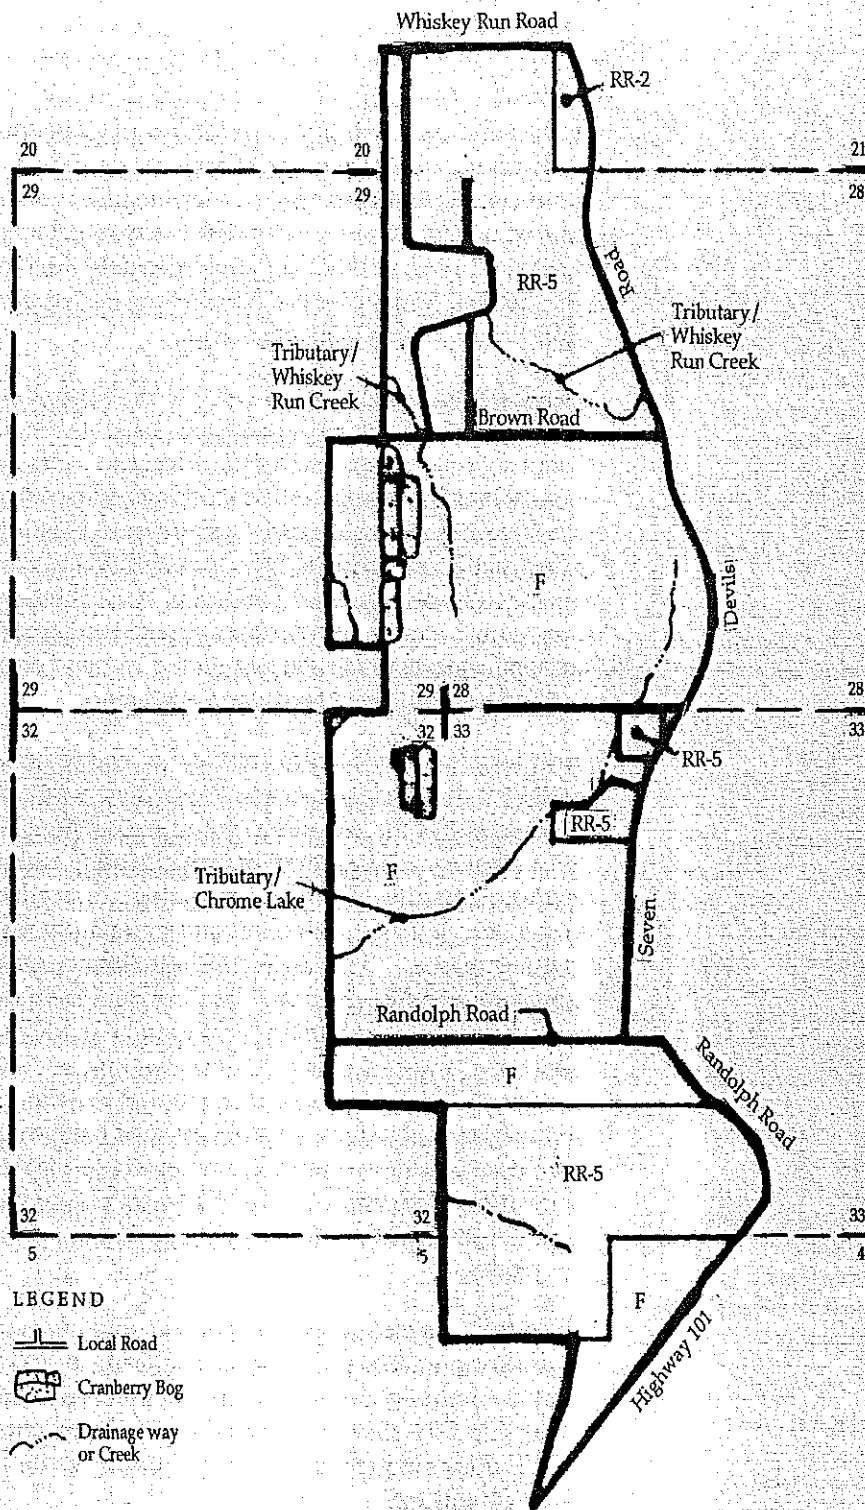 Whiskey Run Road
RR-2
20
20
21
29
29
28
Road
RR-5
Tributary/
Whiskey
Run Creek
Tributary/
Whiskey
Run Creek
Brown Road
F
Devils
29
29
28
28
32
32
33
33
RR-5
RR-5
F
Tributary/
Chrome Lake
Seven
Randolph Road
Randolph Road
F
RR-5
32
32
33
5
5
4
F
Highway 101
LEGEND
Local Road
Cranberry Bog
Drainage way
or Creek